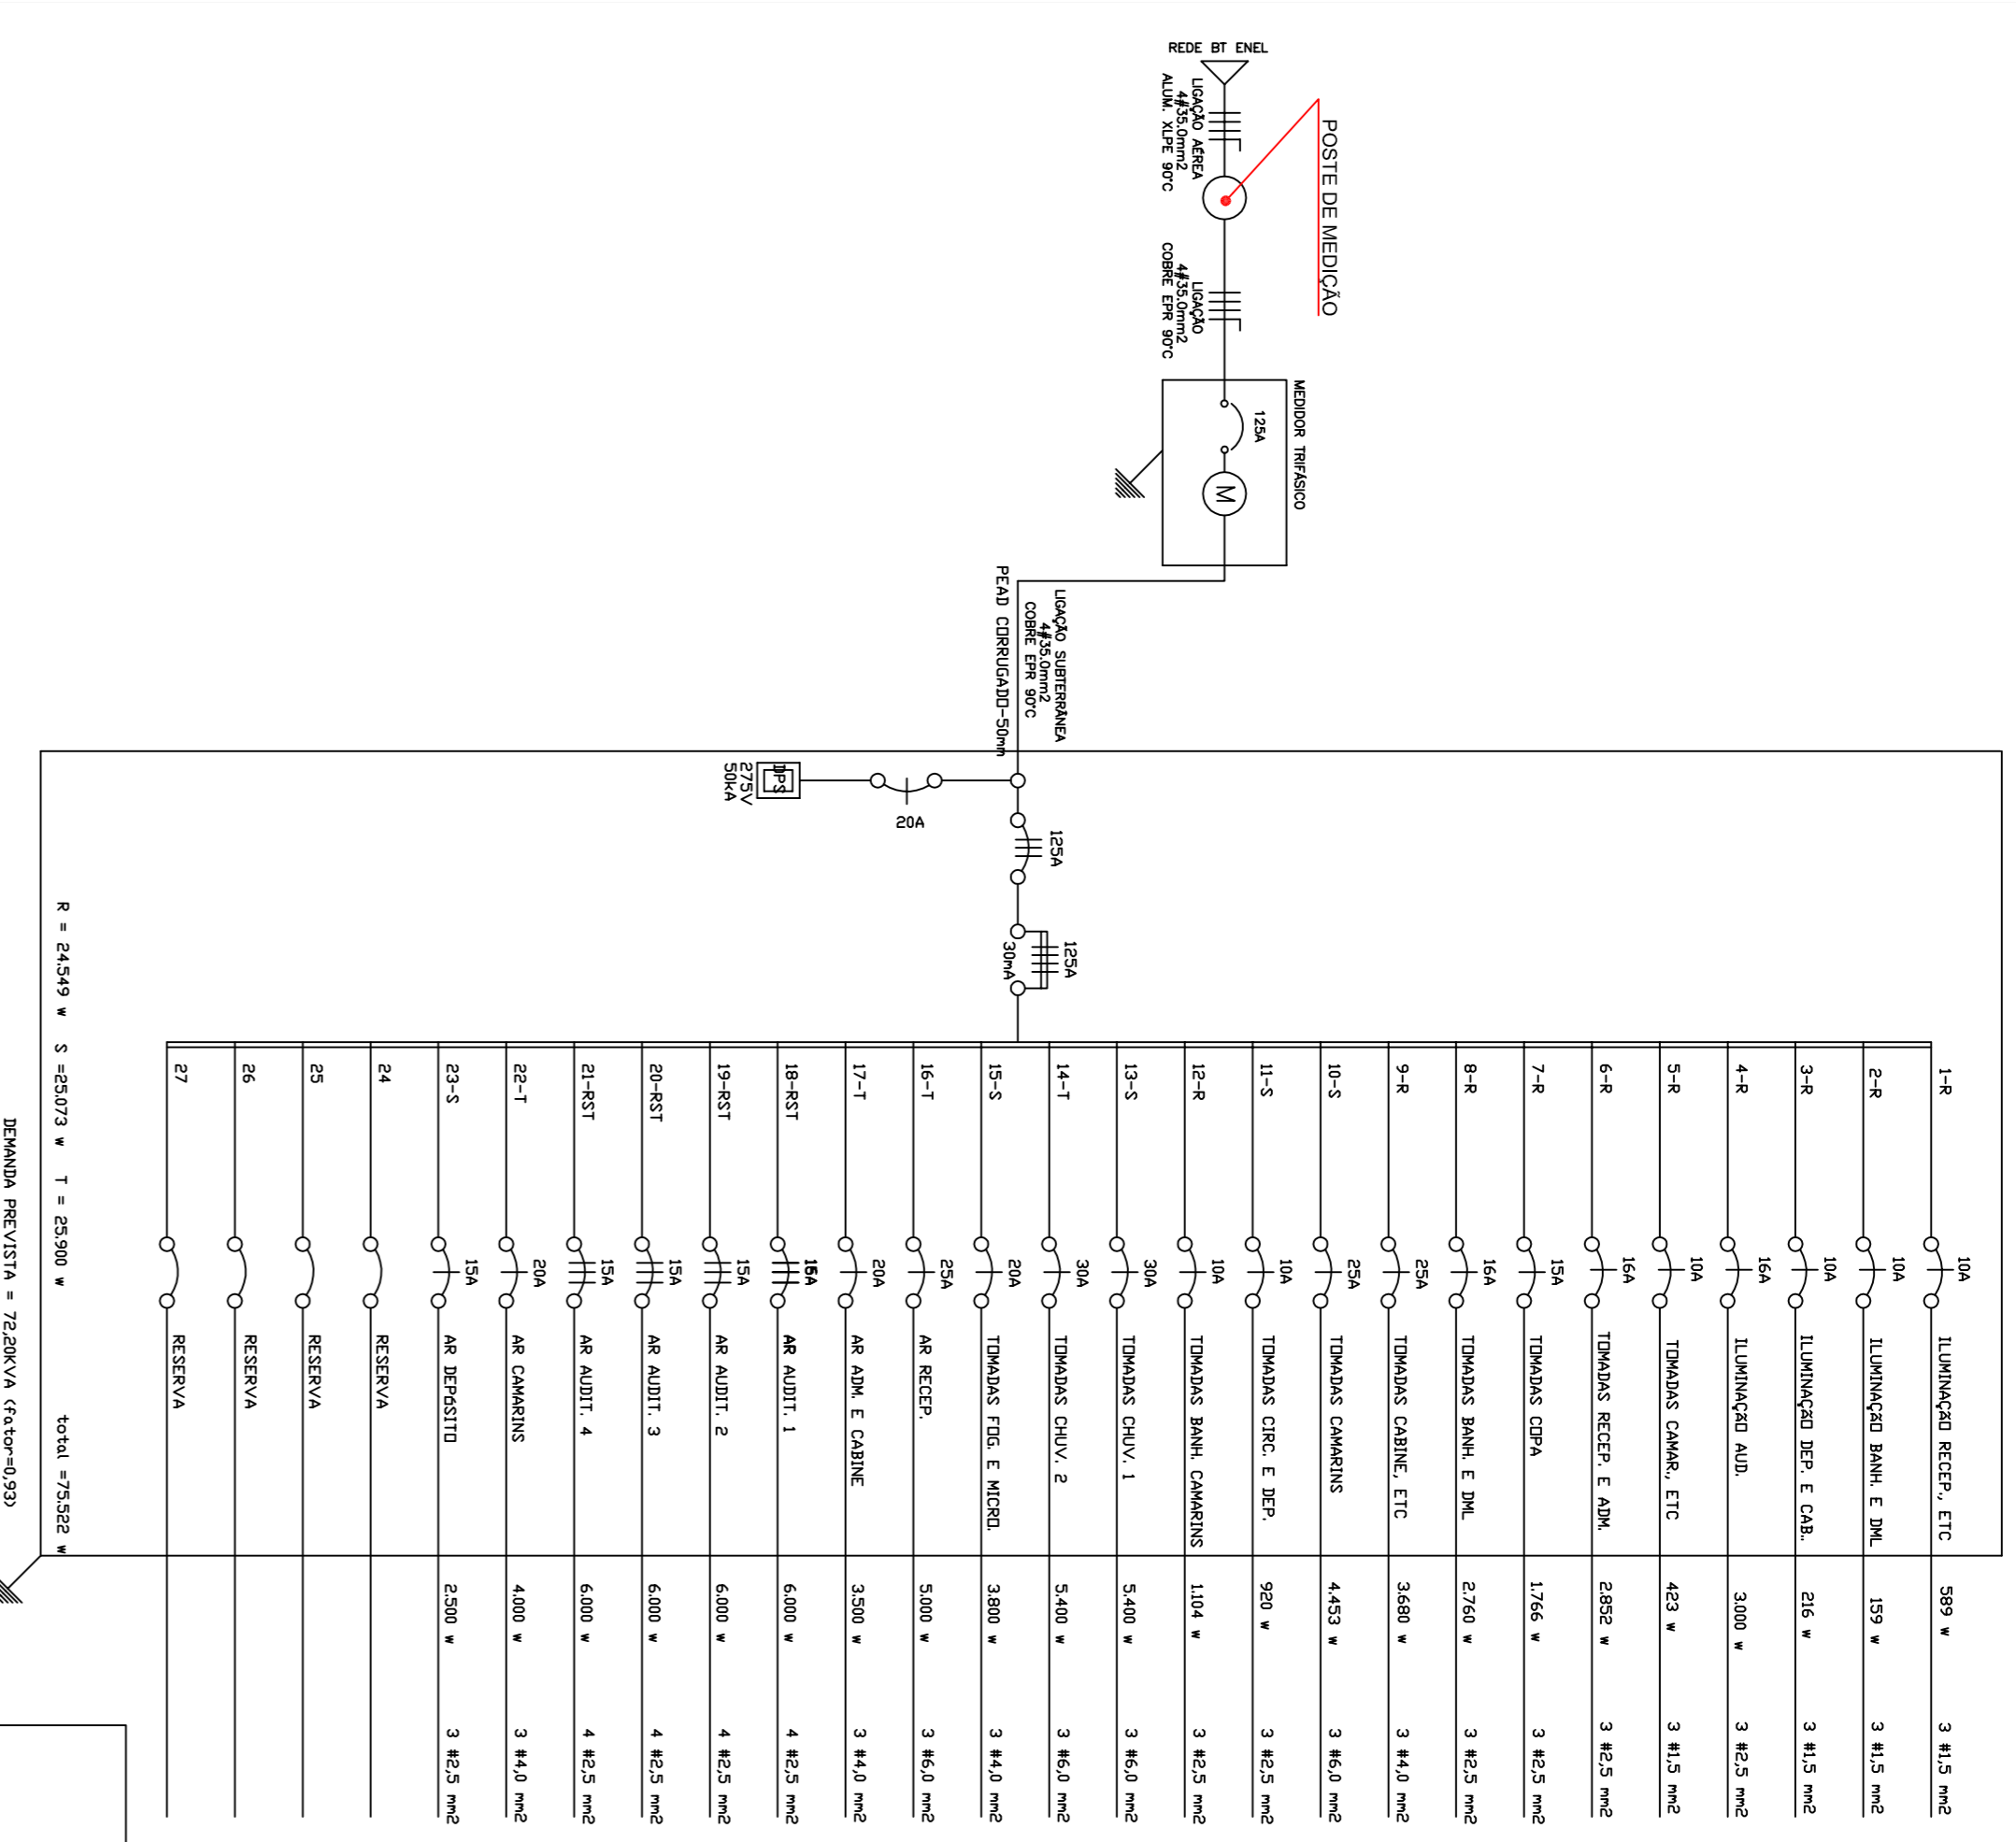 REDE BT ENEL
LIGAÇÃO AÉREA
4#35.0mm2
ALUM. XLPE 90°C
POSTE DE MEDIÇÃO
LIGAÇÃO
4#35.0mm2
COBRE EPR 90°C
MEDIDOR TRIFÁSICO
125A
M
LIGAÇÃO SUBTERRÂNEA
4#35.0mm2
COBRE EPR 90°C
PEAD CORRUGADO-50mm
DPS
275V
50kA
20A
125A
125A
30mA
1-R 10A ILUMINAÇÃO RECEP., ETC 589 w 3 #1,5 mm2
2-R 10A ILUMINAÇÃO BANH. E DML 159 w 3 #1,5 mm2
3-R 10A ILUMINAÇÃO DEP. E CAB.. 216 w 3 #1,5 mm2
4-R 16A ILUMINAÇÃO AUD. 3.000 w 3 #2,5 mm2
5-R 10A TOMADAS CAMAR., ETC 423 w 3 #1,5 mm2
6-R 16A TOMADAS RECEP. E ADM. 2.852 w 3 #2,5 mm2
7-R 15A TOMADAS COPA 1.766 w 3 #2,5 mm2
8-R 16A TOMADAS BANH. E DML 2.760 w 3 #2,5 mm2
9-R 25A TOMADAS CABINE, ETC 3.680 w 3 #4,0 mm2
10-S 25A TOMADAS CAMARINS 4.453 w 3 #6,0 mm2
11-S 10A TOMADAS CIRC. E DEP. 920 w 3 #2,5 mm2
12-R 10A TOMADAS BANH. CAMARINS 1.104 w 3 #2,5 mm2
13-S 30A TOMADAS CHUV. 1 5.400 w 3 #6,0 mm2
14-T 30A TOMADAS CHUV. 2 5.400 w 3 #6,0 mm2
15-S 20A TOMADAS FOG. E MICRO. 3.800 w 3 #4,0 mm2
16-T 25A AR RECEP. 5.000 w 3 #6,0 mm2
17-T 20A AR ADM. E CABINE 3.500 w 3 #4,0 mm2
18-RST AR AUDIT. 1 6.000 w 4 #2,5 mm2
19-RST 15A AR AUDIT. 2 6.000 w 4 #2,5 mm2
20-RST 15A AR AUDIT. 3 6.000 w 4 #2,5 mm2
21-RST 15A AR AUDIT. 4 6.000 w 4 #2,5 mm2
22-T 20A AR CAMARINS 4.000 w 3 #4,0 mm2
23-S 15A AR DEPÓSITO 2.500 w 3 #2,5 mm2
24 RESERVA
25 RESERVA
26 RESERVA
27 RESERVA
R = 24.549 w S =25.073 w T = 25.900 w total =75.522 w
DEMANDA PREVISTA = 72,20KVA (fator=0,93)